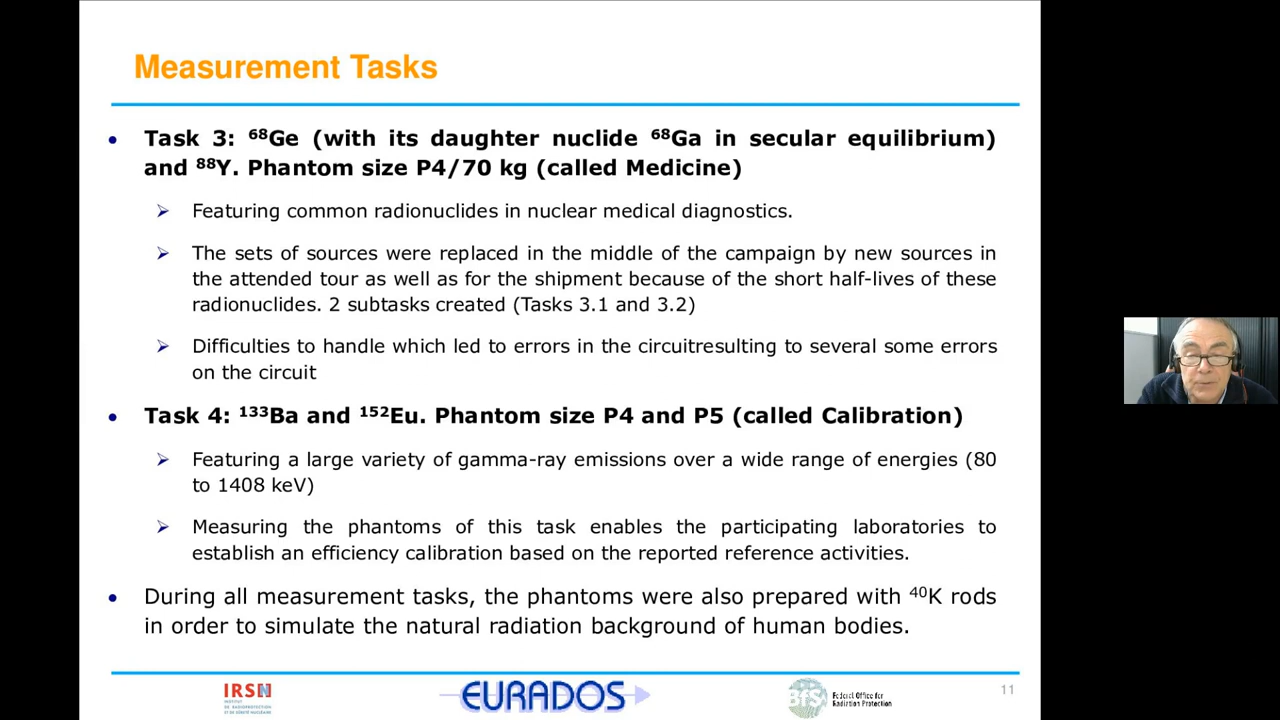 Measurement Tasks
• Task 3: ⁶⁸Ge (with its daughter nuclide ⁶⁸Ga in secular equilibrium)
and ⁸⁸Y. Phantom size P4/70 kg (called Medicine)
➢ Featuring common radionuclides in nuclear medical diagnostics.
➢ The sets of sources were replaced in the middle of the campaign by new sources in
the attended tour as well as for the shipment because of the short half-lives of these
radionuclides. 2 subtasks created (Tasks 3.1 and 3.2)
➢ Difficulties to handle which led to errors in the circuitresulting to several some errors
on the circuit
• Task 4: ¹³³Ba and ¹⁵²Eu. Phantom size P4 and P5 (called Calibration)
➢ Featuring a large variety of gamma-ray emissions over a wide range of energies (80
to 1408 keV)
➢ Measuring the phantoms of this task enables the participating laboratories to
establish an efficiency calibration based on the reported reference activities.
• During all measurement tasks, the phantoms were also prepared with ⁴⁰K rods
in order to simulate the natural radiation background of human bodies.
IRSN
INSTITUT
DE RADIOPROTECTION
ET DE SÛRETÉ NUCLÉAIRE
EURADOS
BfS
Federal Office for
Radiation Protection
11